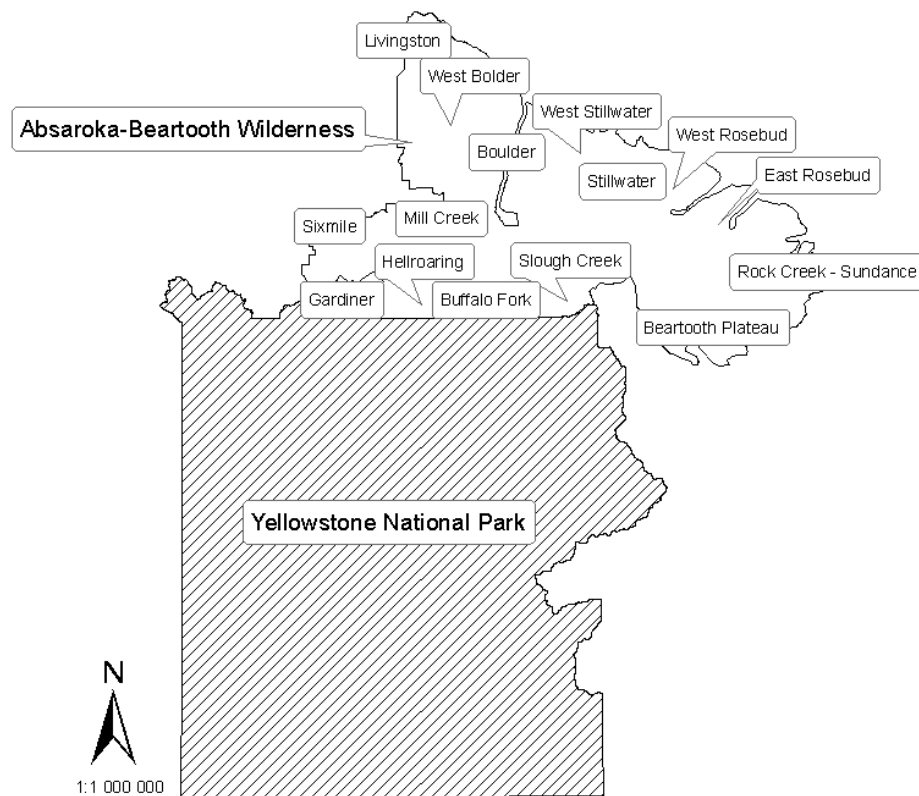 Livingston
West Bolder
Absaroka-Beartooth Wilderness
West Stillwater
Boulder
West Rosebud
Stillwater
East Rosebud
Sixmile
Mill Creek
Hellroaring
Slough Creek
Rock Creek - Sundance
Gardiner
Buffalo Fork
Beartooth Plateau
Yellowstone National Park
N
1:1 000 000